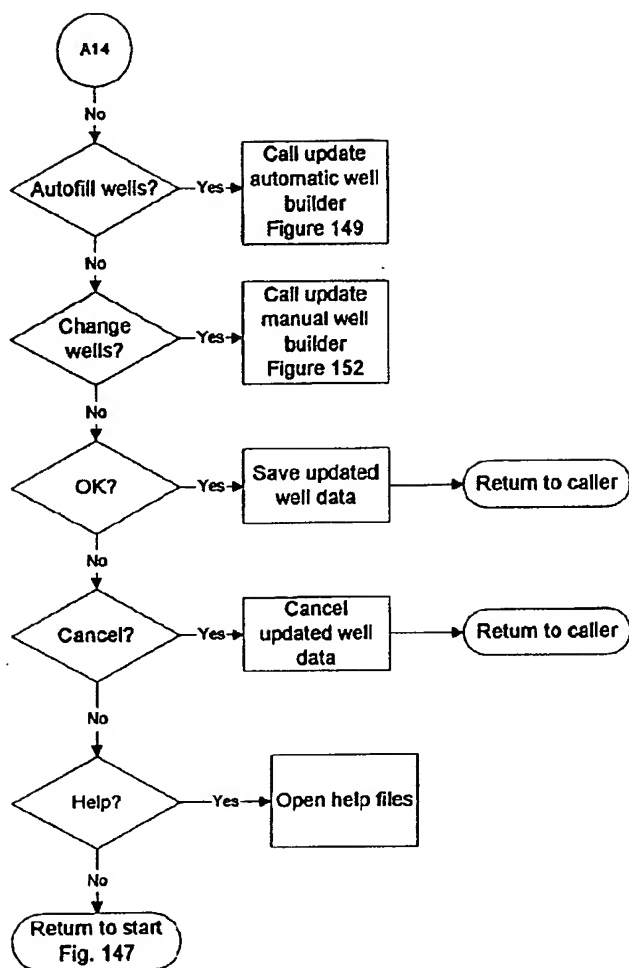 A14
No
Autofill wells?
Yes
Call update
automatic well
builder
Figure 149
No
Change
wells?
Yes
Call update
manual well
builder
Figure 152
No
OK?
Yes
Save updated
well data
Return to caller
No
Cancel?
Yes
Cancel
updated well
data
Return to caller
No
Help?
Yes
Open help files
No
Return to start
Fig. 147